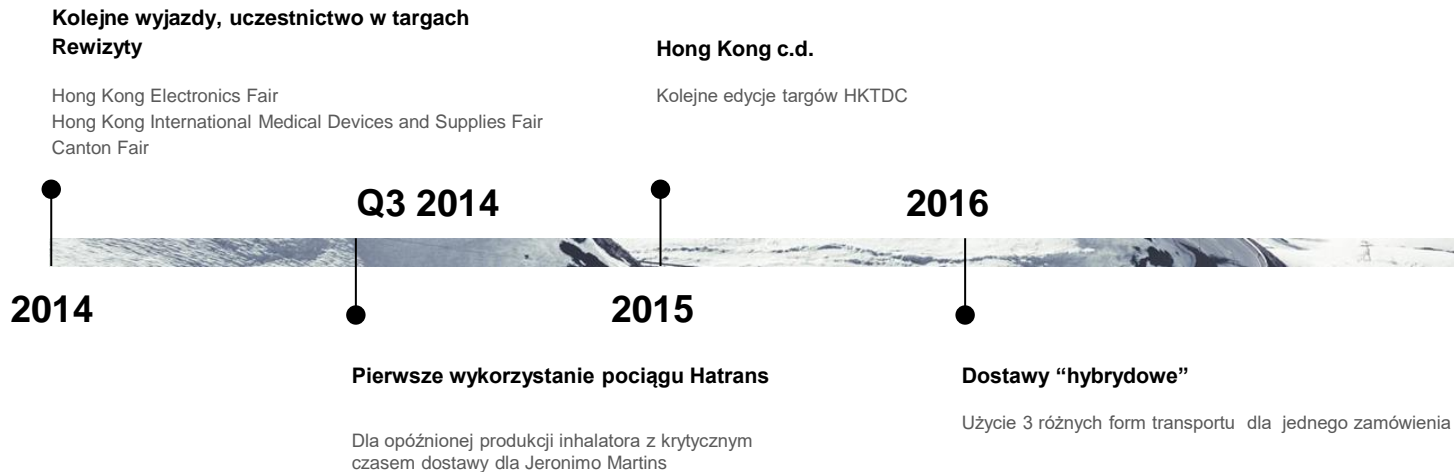 Kolejne wyjazdy, uczestnictwo w targach
Rewizyty
Hong Kong Electronics Fair
Hong Kong International Medical Devices and Supplies Fair
Canton Fair
Hong Kong c.d.
Kolejne edycje targów HKTDC
Q3 2014
2016
2014
2015
Pierwsze wykorzystanie pociągu Hatrans
Dla opóźnionej produkcji inhalatora z krytycznym
czasem dostawy dla Jeronimo Martins
Dostawy “hybrydowe”
Użycie 3 różnych form transportu dla jednego zamówienia